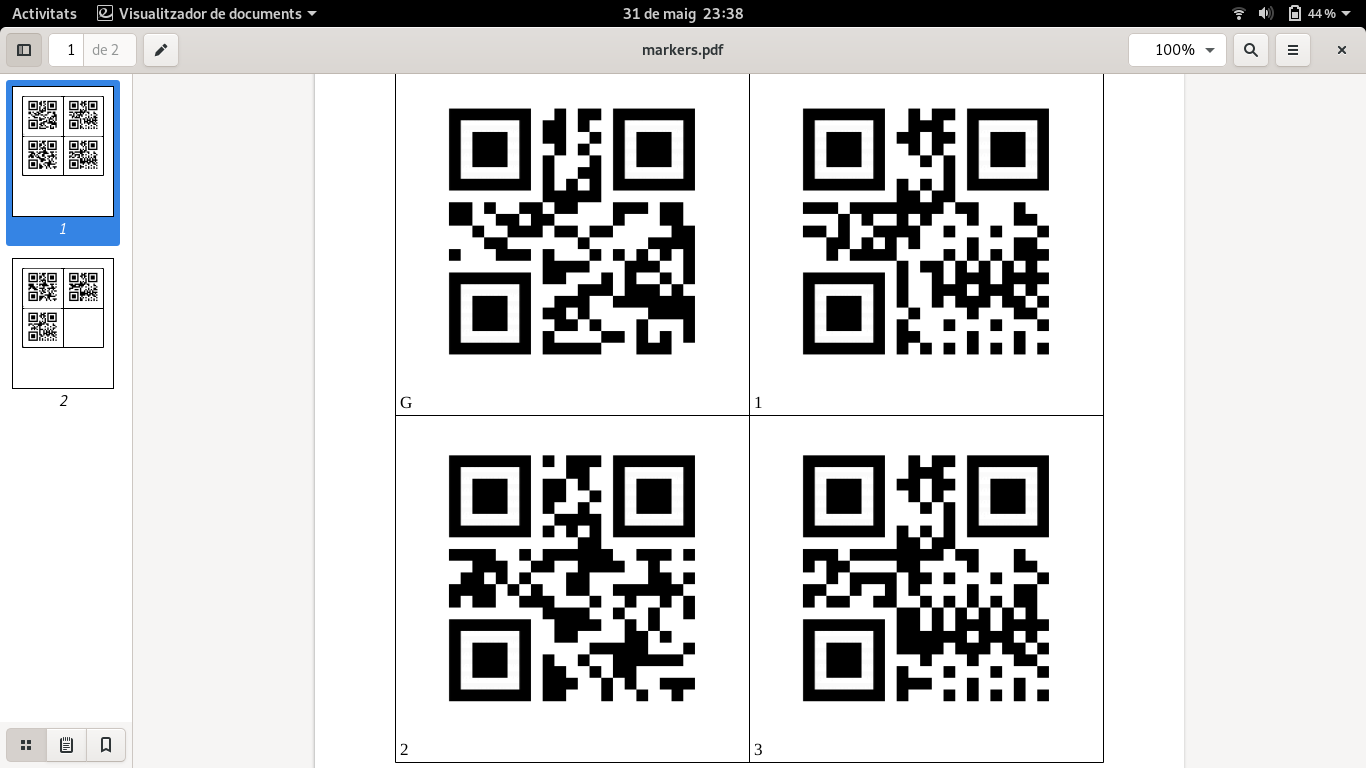 Activitats Visualitzador de documents 31 de maig 23:38 44 %
1 de 2 markers.pdf 100%
1
2
G 1
2 3